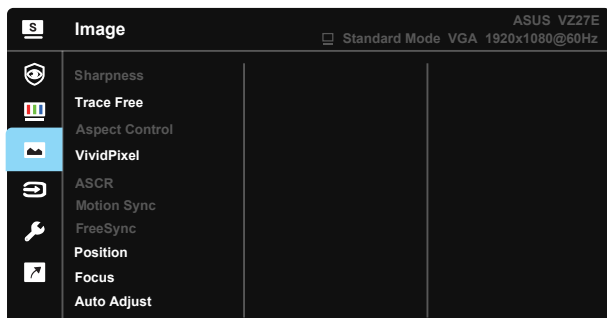 S
Image
ASUS VZ27E
Standard Mode VGA 1920x1080@60Hz
Sharpness
Trace Free
Aspect Control
VividPixel
ASCR
Motion Sync
FreeSync
Position
Focus
Auto Adjust